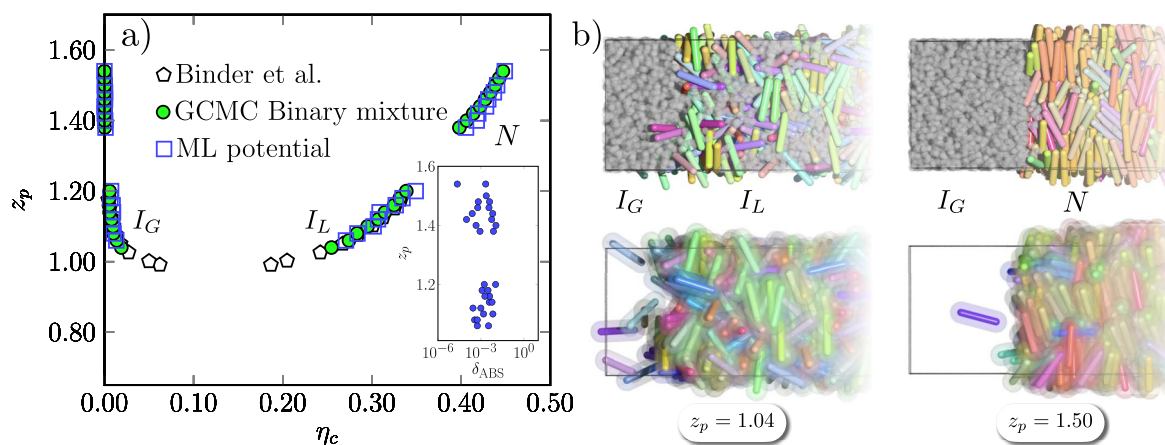 a)
1.60
1.40
1.20
1.00
0.80
z_p
Binder et al.
GCMC Binary mixture
ML potential
N
I_G
I_L
1.6
1.4
1.2
z_p
10^{-6} 10^{-3} 10^0
δ_ABS
0.00 0.10 0.20 0.30 0.40 0.50
η_c
b)
I_G I_L
I_G N
z_p = 1.04
z_p = 1.50